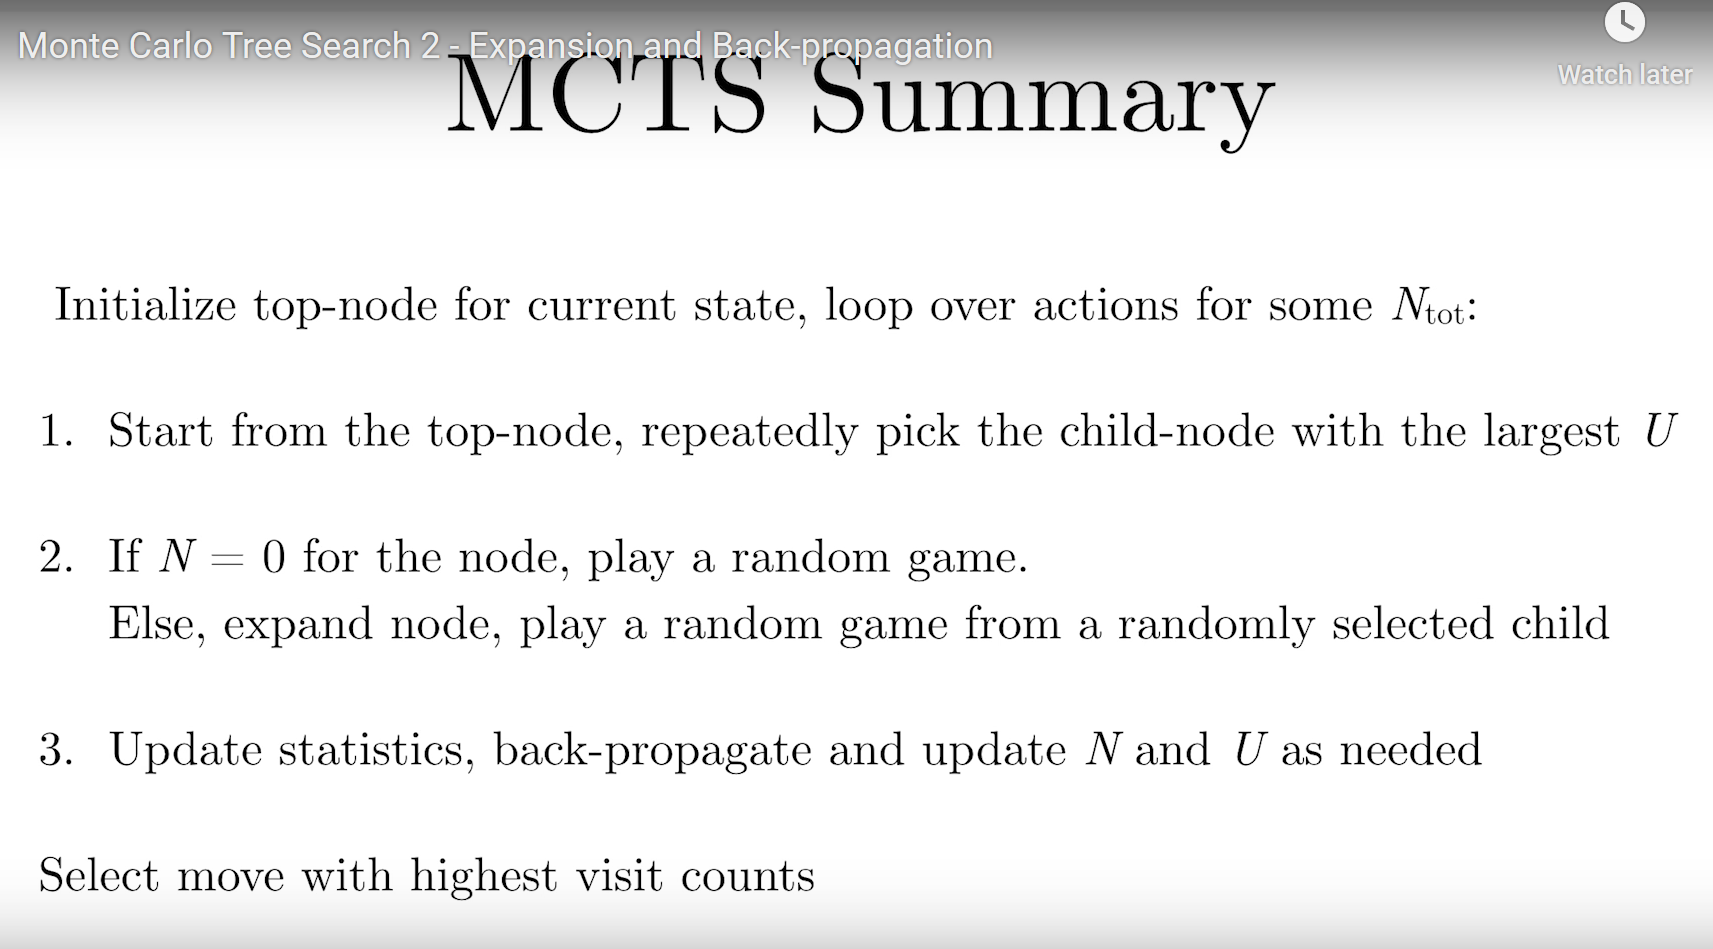 Monte Carlo Tree Search 2 - Expansion and Back-propagation
Watch later
MCTS Summary
Initialize top-node for current state, loop over actions for some N_tot:
1. Start from the top-node, repeatedly pick the child-node with the largest U
2. If N = 0 for the node, play a random game.
Else, expand node, play a random game from a randomly selected child
3. Update statistics, back-propagate and update N and U as needed
Select move with highest visit counts